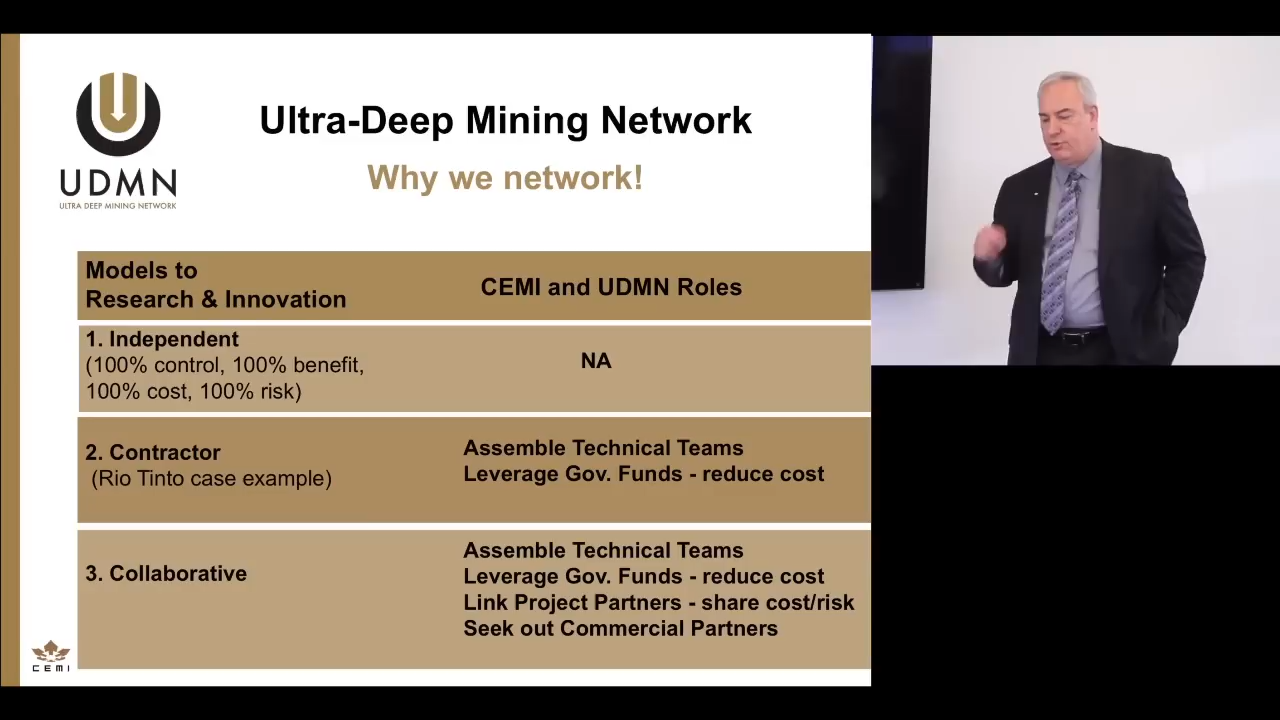 UDMN
ULTRA DEEP MINING NETWORK
Ultra-Deep Mining Network
Why we network!
Models to
Research & Innovation
CEMI and UDMN Roles
1. Independent
(100% control, 100% benefit,
100% cost, 100% risk)
NA
2. Contractor
(Rio Tinto case example)
Assemble Technical Teams
Leverage Gov. Funds - reduce cost
3. Collaborative
Assemble Technical Teams
Leverage Gov. Funds - reduce cost
Link Project Partners - share cost/risk
Seek out Commercial Partners
CEMI